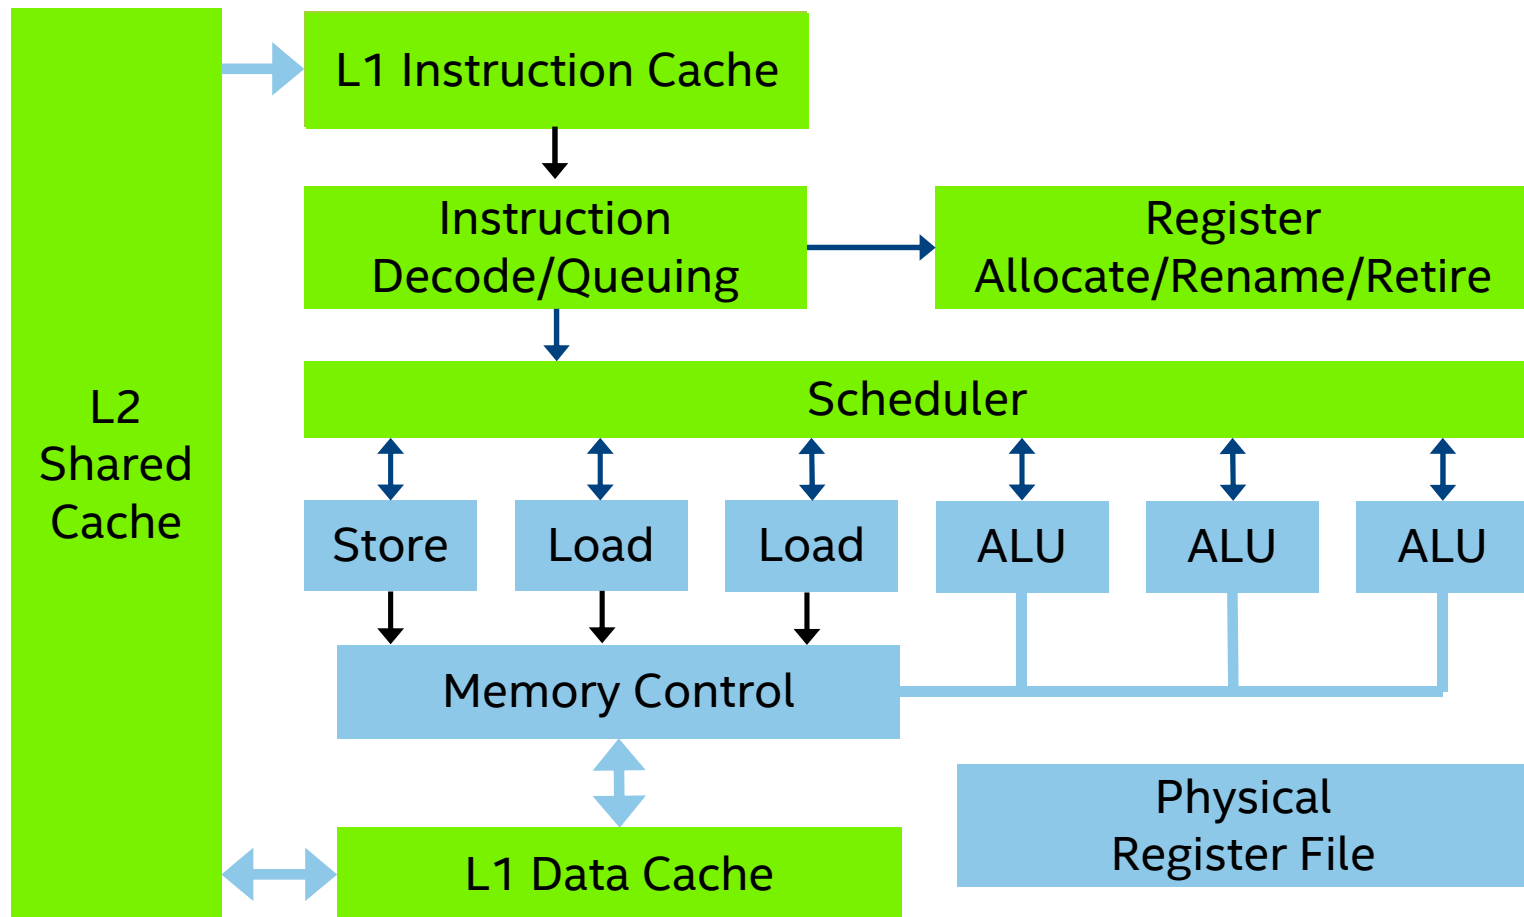 L1 Instruction Cache
Instruction
Decode/Queuing
Register
Allocate/Rename/Retire
L2
Shared
Cache
Scheduler
Store
Load
Load
ALU
ALU
ALU
Memory Control
Physical
Register File
L1 Data Cache